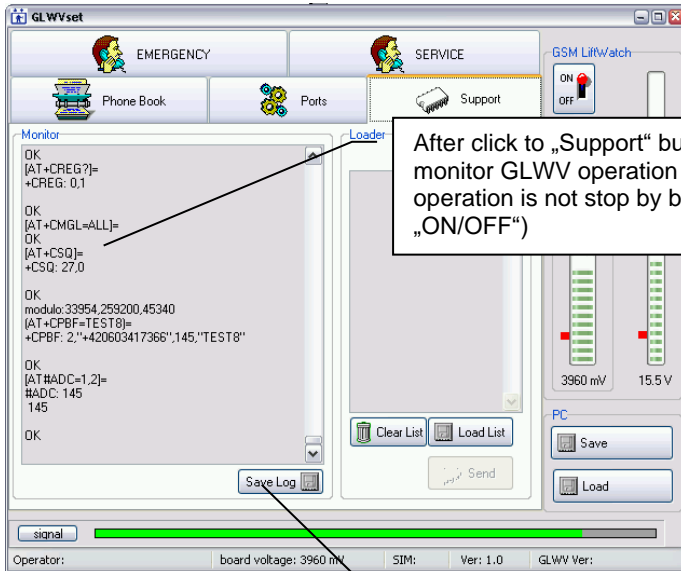 GLWVset
EMERGENCY
SERVICE
Phone Book
Ports
Support
GSM LiftWatch
ON
OFF
Monitor
OK
[AT+CREG?]=
+CREG: 0,1
OK
[AT+CMGL=ALL]=
OK
[AT+CSQ]=
+CSQ: 27,0
OK
modulo:33954,259200,45340
(AT+CPBF=TEST8)=
+CPBF: 2,"+420603417366",145,"TEST8"
OK
[AT#ADC=1,2]=
#ADC: 145
145
OK
Save Log
Loader
After click to „Support“
monitor GLWV operation
operation is not stop by
„ON/OFF“)
Clear List
Load List
Send
3960 mV
15.5 V
PC
Save
Load
signal
Operator:
board voltage: 3960 mV
SIM:
Ver: 1.0
GLWV Ver: